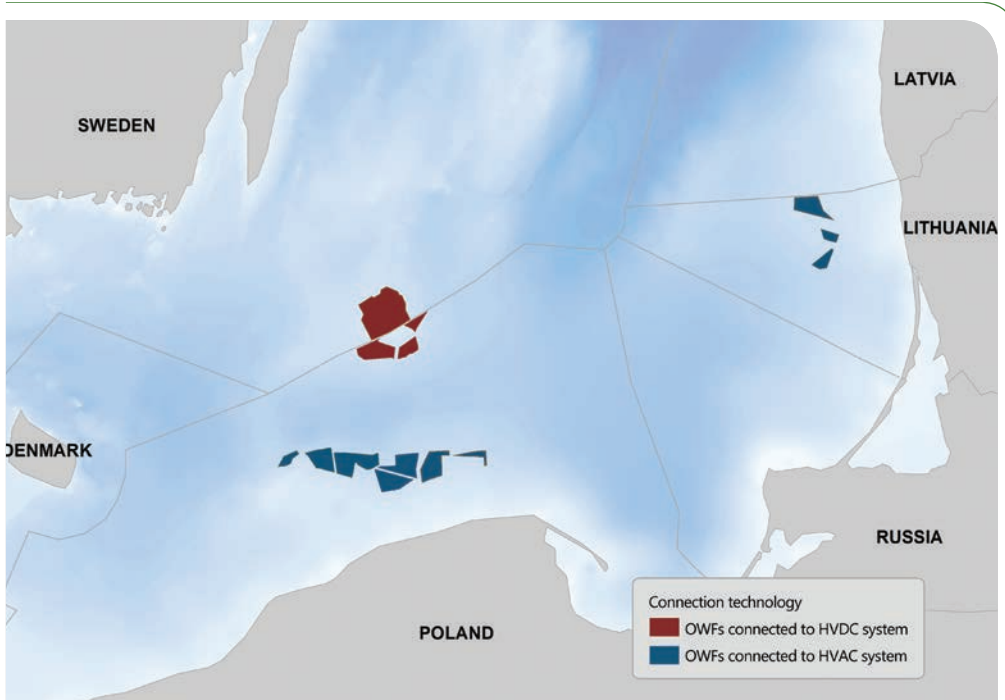 LATVIA
SWEDEN
LITHUANIA
DENMARK
RUSSIA
Connection technology
OWFs connected to HVDC system
POLAND
OWFs connected to HVAC system